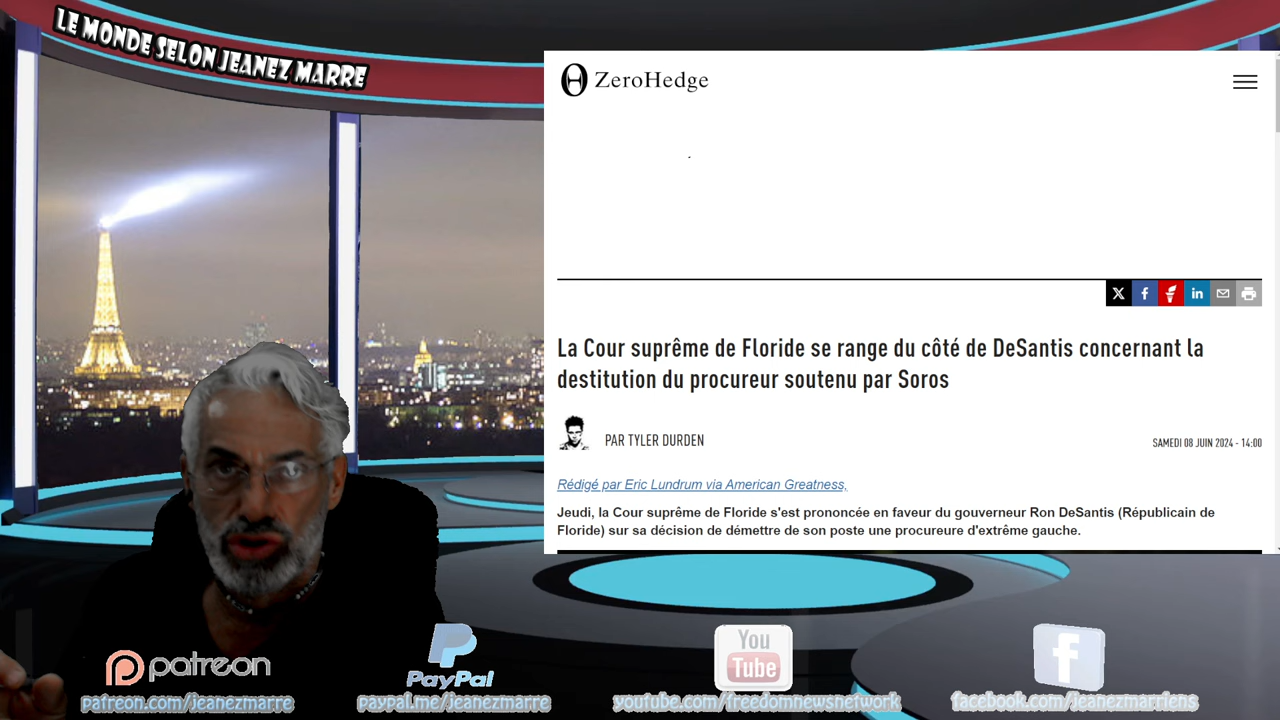 LE MONDE SELON JEANEZ MARRE
ZeroHedge
La Cour suprême de Floride se range du côté de DeSantis concernant la
destitution du procureur soutenu par Soros
PAR TYLER DURDEN
SAMEDI 08 JUIN 2024 - 14:00
Rédigé par Eric Lundrum via American Greatness,
Jeudi, la Cour suprême de Floride s'est prononcée en faveur du gouverneur Ron DeSantis (Républicain de
Floride) sur sa décision de démettre de son poste une procureure d'extrême gauche.
patreon
PayPal
You
Tube
patreon.com/jeanezmarre
paypal.me/jeanezmarre
youtube.com/freedomnewsnetwork
facebook.com/jeanezmarriens